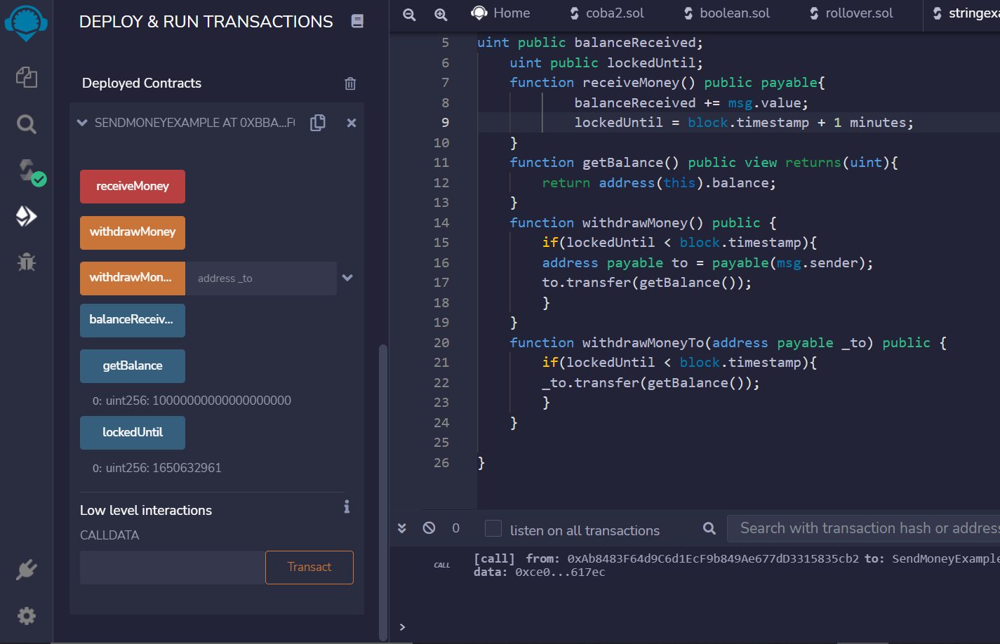 DEPLOY & RUN TRANSACTIONS
Deployed Contracts
SENDMONEYEXAMPLE AT 0XBBA...F
receiveMoney
withdrawMoney
withdrawMon...
address _to
balanceReceiv...
getBalance
0: uint256: 10000000000000000000
lockedUntil
0: uint256: 1650632961
Low level interactions
CALLDATA
Transact
Home
coba2.sol
boolean.sol
rollover.sol
stringexa
5 uint public balanceReceived;
6 uint public lockedUntil;
7 function receiveMoney() public payable{
8 balanceReceived += msg.value;
9 lockedUntil = block.timestamp + 1 minutes;
10 }
11 function getBalance() public view returns(uint){
12 return address(this).balance;
13 }
14 function withdrawMoney() public {
15 if(lockedUntil < block.timestamp){
16 address payable to = payable(msg.sender);
17 to.transfer(getBalance());
18 }
19 }
20 function withdrawMoneyTo(address payable _to) public {
21 if(lockedUntil < block.timestamp){
22 _to.transfer(getBalance());
23 }
24 }
25
26 }
0
listen on all transactions
Search with transaction hash or address
CALL
[call] from: 0xAb8483F64d9C6d1EcF9b849Ae677dD3315835cb2 to: SendMoneyExample
data: 0xce0...617ec
>